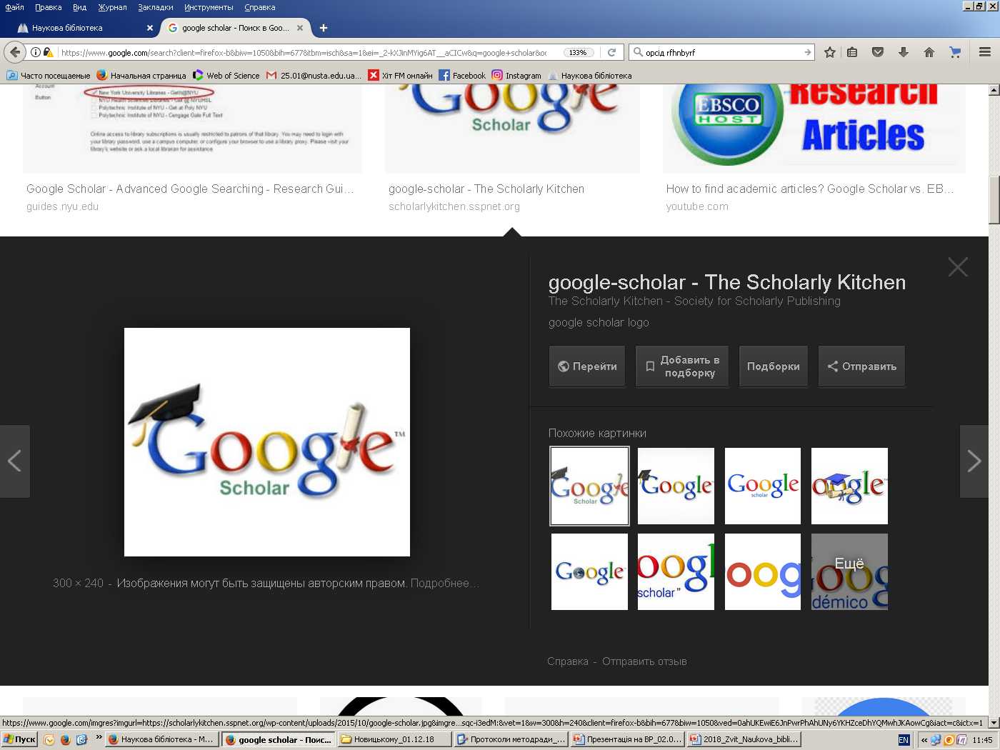 Файл Правка Вид Журнал Закладки Инструменты Справка
Наукова бібліотека
google scholar - Поиск в Goo...
https://www.google.com/search?client=firefox-b&biw=1050&bih=677&tbm=isch&sa=1&ei=_2-kXJinMYig6AT__aCICw&q=google+scholar&oc
133%
орсід rfhnbyrf
Часто посещаемые Начальная страница Web of Science 25.01@nusta.edu.ua... Хіт FM онлайн Facebook Instagram Наукова бібліотека
Account
Button
New York University Libraries - GetIt@NYU
NYU Health Sciences Libraries - Get @ NYUHSL
Polytechnic Institute of NYU - Get at Poly NYU
Polytechnic Institute of NYU - Cengage Gale Full Text
Online access to library subscriptions is usually restricted to patrons of that library. You may need to login with
your library password, use a campus computer, or configure your browser to use a library proxy. Please visit your
library's website or ask a local librarian for assistance.
Google
Scholar
EBSCO
HOST
Research
Articles
Google Scholar - Advanced Google Searching - Research Gui...
guides.nyu.edu
google-scholar - The Scholarly Kitchen
scholarlykitchen.sspnet.org
How to find academic articles? Google Scholar vs. EB...
youtube.com
google-scholar - The Scholarly Kitchen
The Scholarly Kitchen - Society for Scholarly Publishing
google scholar logo
Перейти
Добавить в
подборку
Подборки
Отправить
Google™
Scholar
300 × 240 - Изображения могут быть защищены авторским правом. Подробнее...
Похожие картинки
Google
Scholar
Google
Google
scholar
oogle
Google
oogl
scholar”
oog
Ещё
démico
Справка - Отправить отзыв
https://www.google.com/imgres?imgurl=https://scholarlykitchen.sspnet.org/wp-content/uploads/2015/10/google-scholar.jpg&imgre...sqc-i3edM:&vet=1&w=300&h=240&client=firefox-b&bih=677&biw=1050&ved=0ahUKEwiE6JnPwrPhAhUNy6YKHZceDhYQMwhJKAowCg&iact=c&ictx=1
Пуск
Наукова бібліотека - M...
google scholar - Поис...
Новицькому_01.12.18
Протоколи методради_...
Презентація на ВР_02.0...
2018_Zvit_Naukova_bibli...
EN
11:45